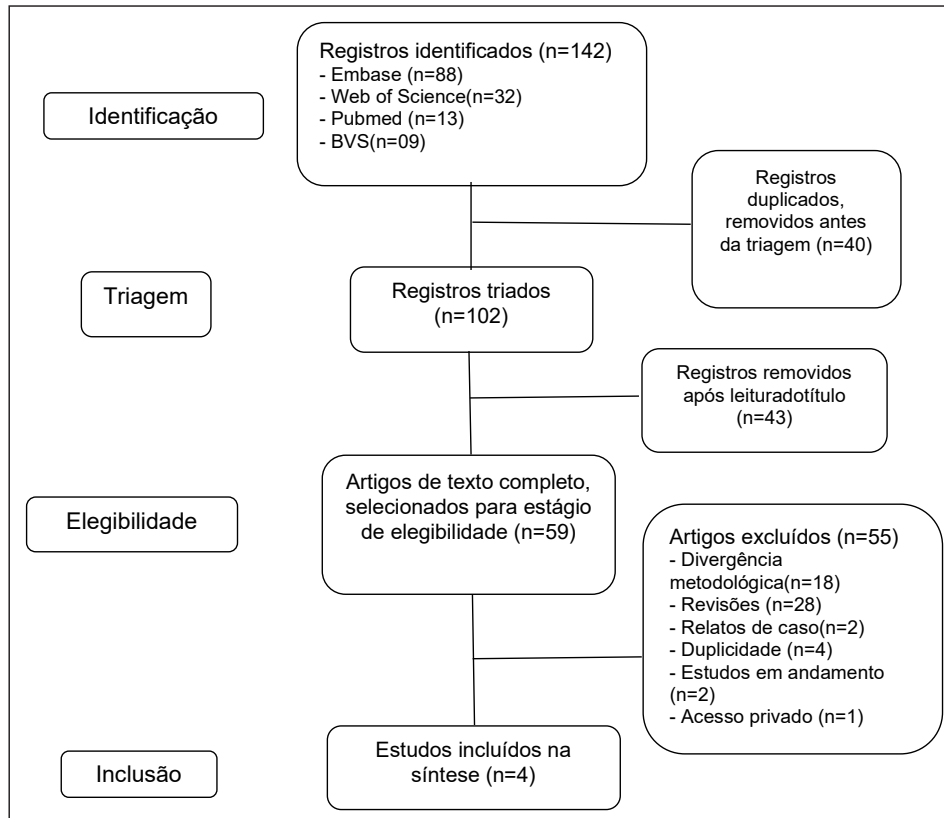 Registros identificados (n=142)
- Embase (n=88)
- Web of Science(n=32)
- Pubmed (n=13)
- BVS(n=09)
Identificação
Registros
duplicados,
removidos antes
da triagem (n=40)
Triagem
Registros triados
(n=102)
Registros removidos
após leituradotítulo
(n=43)
Elegibilidade
Artigos de texto completo,
selecionados para estágio
de elegibilidade (n=59)
Artigos excluídos (n=55)
- Divergência
metodológica(n=18)
- Revisões (n=28)
- Relatos de caso(n=2)
- Duplicidade (n=4)
- Estudos em andamento
(n=2)
- Acesso privado (n=1)
Inclusão
Estudos incluídos na
síntese (n=4)